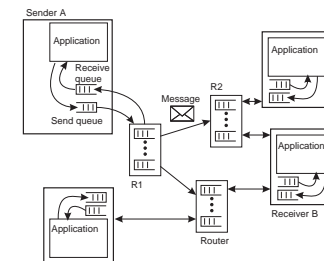 Sender A
Application
Receive
queue
Send queue
Message
R2
Application
R1
Application
Receiver B
Application
Router